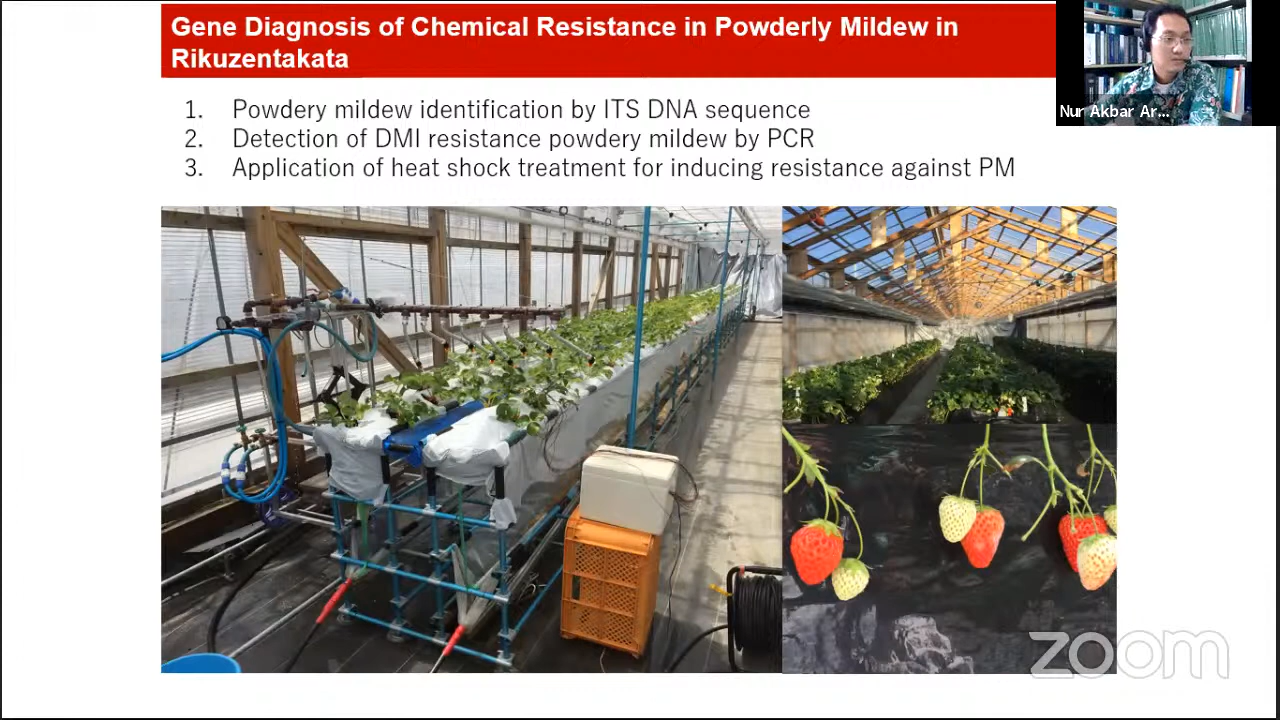 Gene Diagnosis of Chemical Resistance in Powderly Mildew in
Rikuzentakata
Nur Akbar Ar...
1. Powdery mildew identification by ITS DNA sequence
2. Detection of DMI resistance powdery mildew by PCR
3. Application of heat shock treatment for inducing resistance against PM
zoom